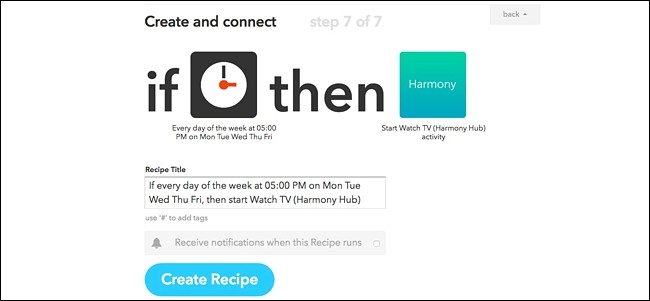 Create and connect step 7 of 7 back
if then Harmony
Every day of the week at 05:00
PM on Mon Tue Wed Thu Fri
Start Watch TV (Harmony Hub)
activity
Recipe Title
If every day of the week at 05:00 PM on Mon Tue
Wed Thu Fri, then start Watch TV (Harmony Hub)
use '#' to add tags
Receive notifications when this Recipe runs
Create Recipe